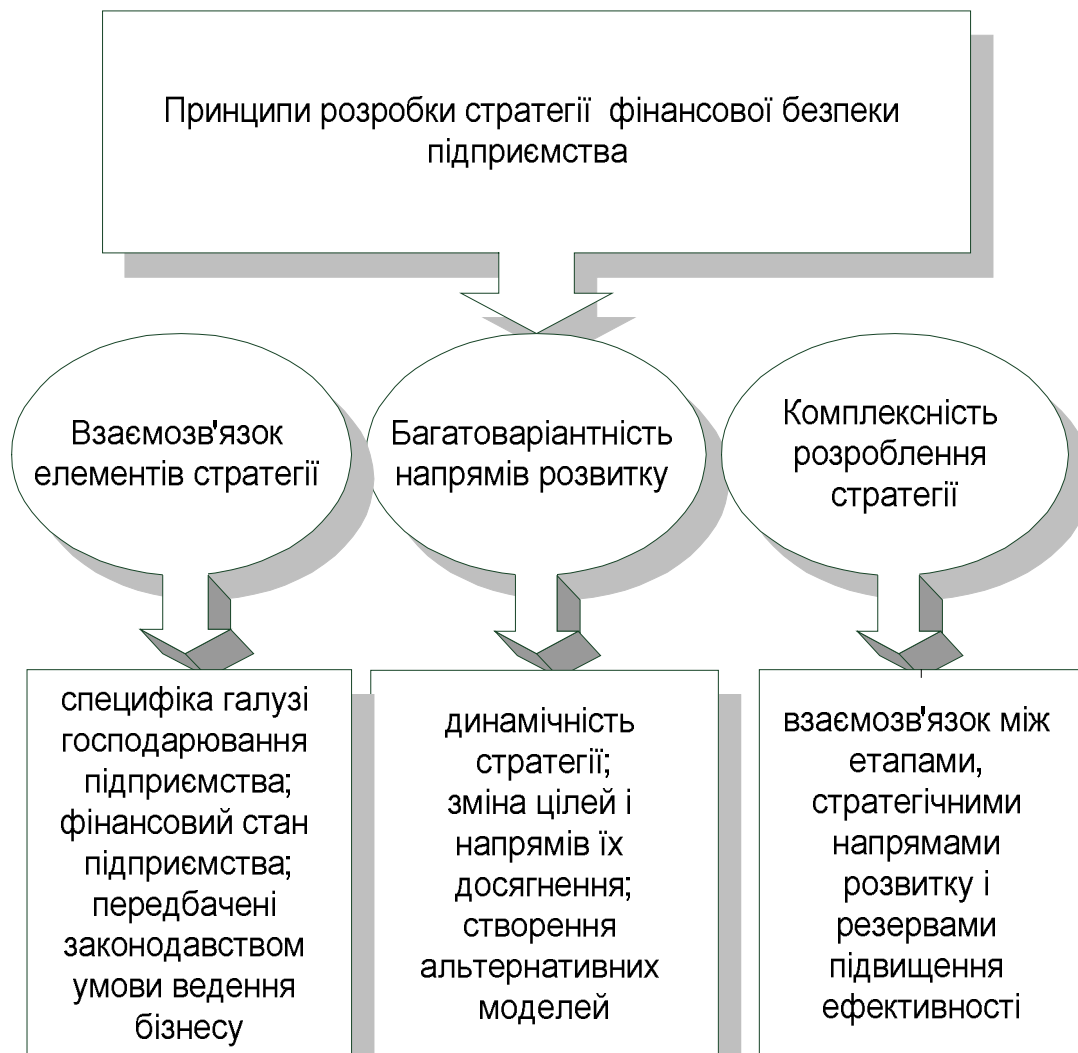 Принципи розробки стратегії фінансової безпеки
підприємства
Взаємозв'язок
елементів стратегії
Багатоваріантність
напрямів розвитку
Комплексність
розроблення
стратегії
специфіка галузі
господарювання
підприємства;
фінансовий стан
підприємства;
передбачені
законодавством
умови ведення
бізнесу
динамічність
стратегії;
зміна цілей і
напрямів їх
досягнення;
створення
альтернативних
моделей
взаємозв'язок між
етапами,
стратегічними
напрямами
розвитку і
резервами
підвищення
ефективності